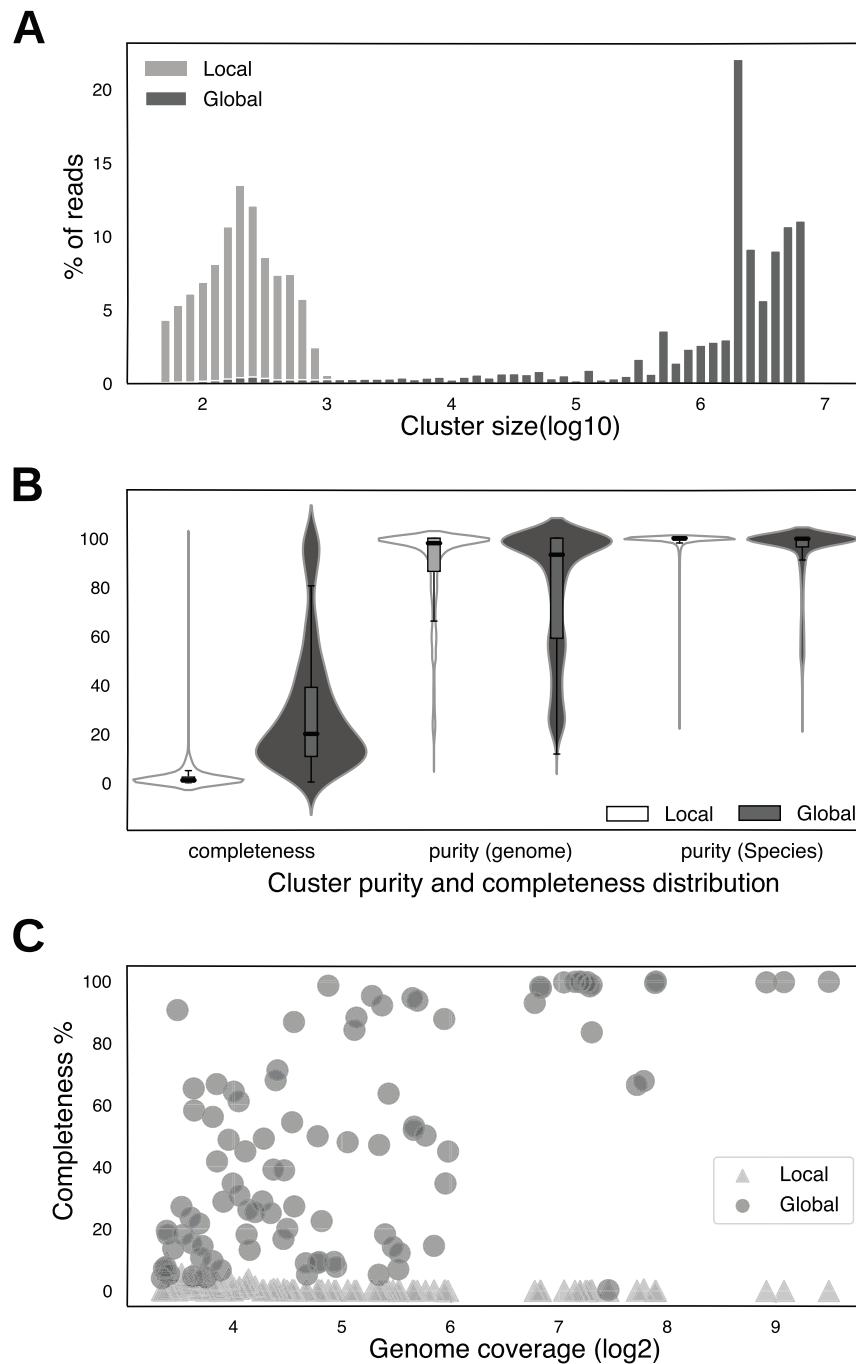 A
Local
Global
20
15
10
5
0
% of reads
2 3 4 5 6 7
Cluster size(log10)
B
100
80
60
40
20
0
Local Global
completeness purity (genome) purity (Species)
Cluster purity and completeness distribution
C
100
80
60
40
20
0
Completeness %
Local
Global
4 5 6 7 8 9
Genome coverage (log2)